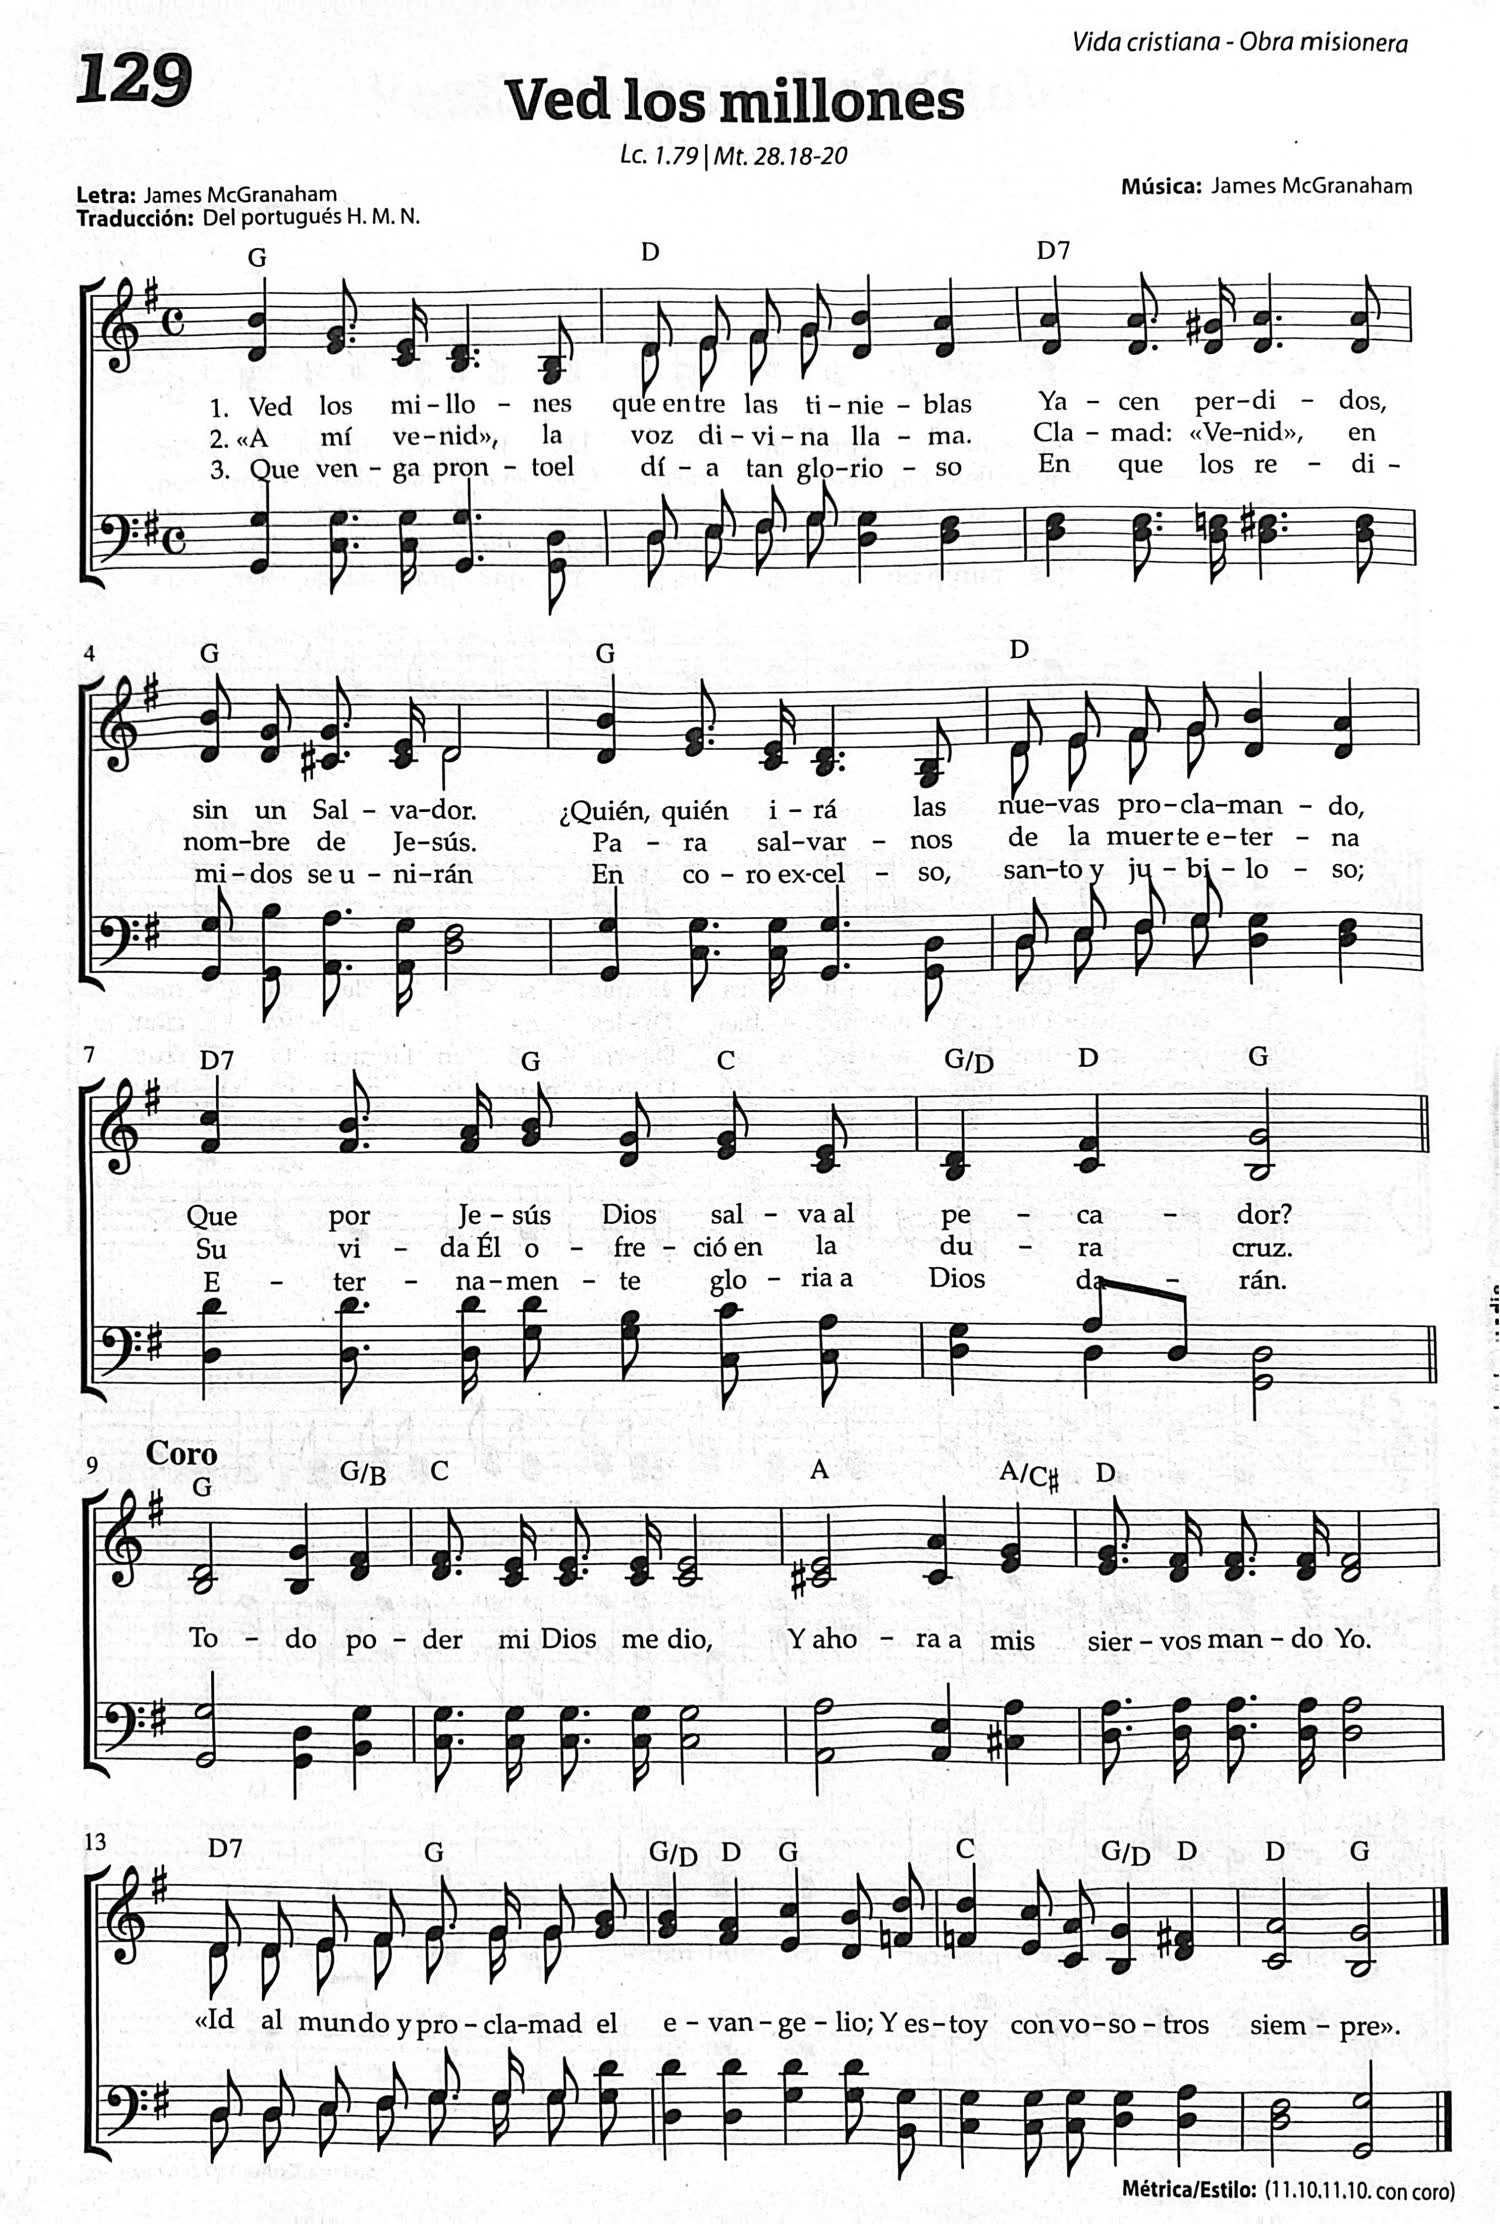 Vida cristiana - Obra misionera
129
Ved los millones
Lc. 1.79 | Mt. 28.18-20
Letra: James McGranaham
Música: James McGranaham
Traducción: Del portugués H. M. N.
G D D7
1. Ved los mi – llo – nes que entre las ti – nie – blas Ya – cen per – di – dos,
2. «A mí ve – nid», la voz di – vi – na lla – ma. Cla – mad: «Ve-nid», en
3. Que ven – ga pron – toel dí – a tan glo – rio – so En que los re – di –
4 G G D
sin un Sal – va – dor. ¿Quién, quién i – rá las nue – vas pro – cla – man – do,
nom – bre de Je – sús. Pa – ra sal – var – nos de la muerte e – ter – na
mi – dos se u – ni – rán En co – ro ex-cel – so, san – to y ju – bi – lo – so;
7 D7 G C G/D D G
Que por Je – sús Dios sal – va al pe – ca – dor?
Su vi – da Él o – fre – ció en la du – ra cruz.
E – ter – na – men – te glo – ria a Dios da – rán.
Coro
9 G G/B C A A/C# D
To – do po – der mi Dios me dio, Y aho – ra a mis sier – vos man – do Yo.
13 D7 G G/D D G C G/D D D G
«Id al mundo y pro – cla – mad el e – van – ge – lio; Y es – toy con vo – so – tros siem – pre».
Métrica/Estilo: (11.10.11.10. con coro)